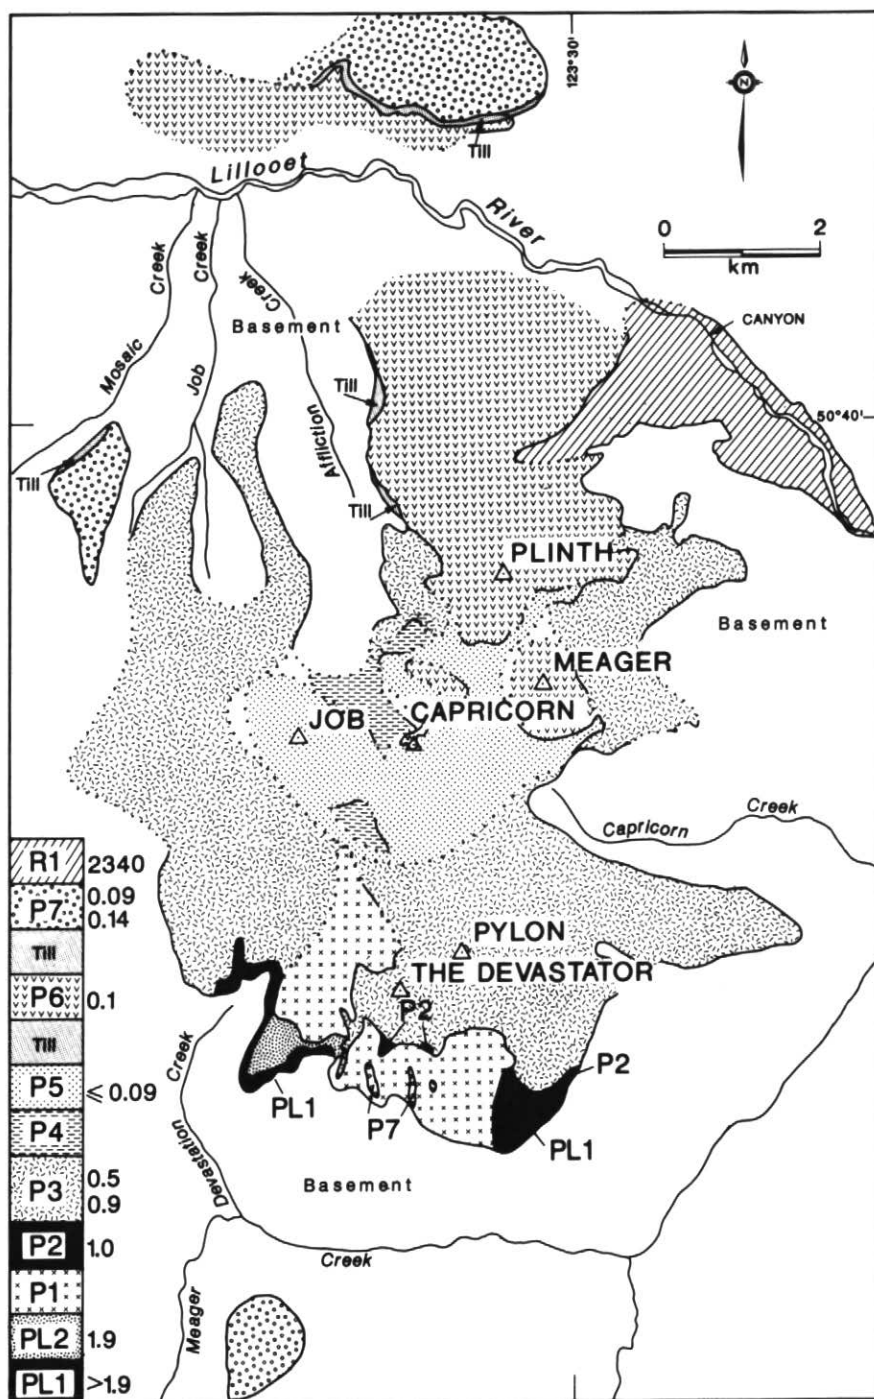 123°30'
N
Till
Lillooet
River
0 2
km
Creek
Creek
Creek
Basement
CANYON
Mosaic
Job
Till
Affliction
50°40'
Till
Till
PLINTH
Basement
MEAGER
JOB
CAPRICORN
Creek
Capricorn
R1 2340
P7 0.09
0.14
Till
P6 0.1
Till
P5 ⩽ 0.09
P4
P3 0.5
0.9
P2 1.0
P1
PL2 1.9
PL1 >1.9
PYLON
THE DEVASTATOR
P2
Creek
P2
PL1
P7
PL1
Devastation
Basement
Creek
Meager